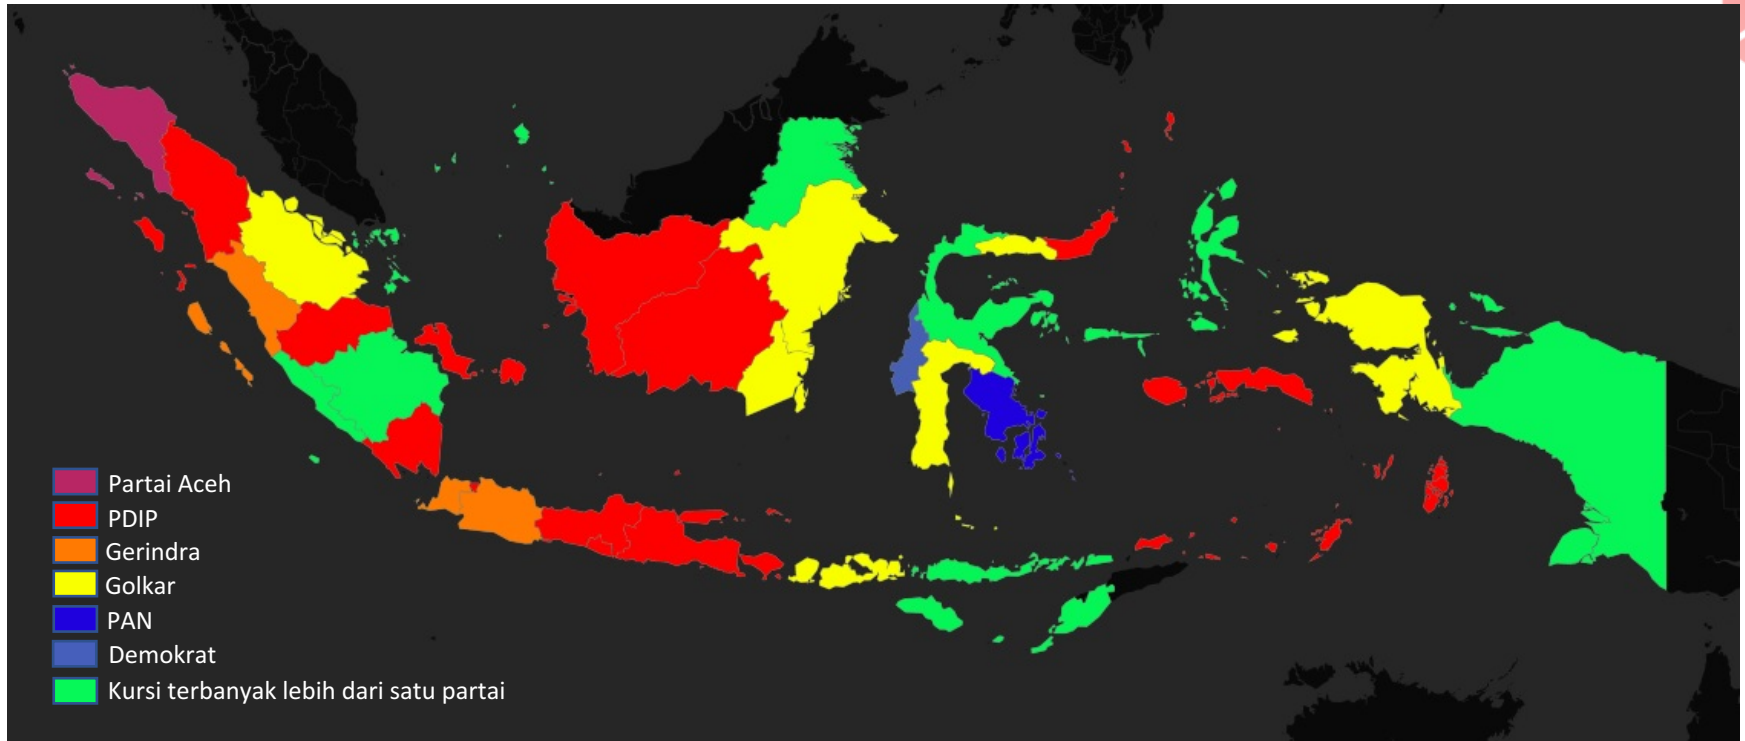 Partai Aceh
PDIP
Gerindra
Golkar
PAN
Demokrat
Kursi terbanyak lebih dari satu partai